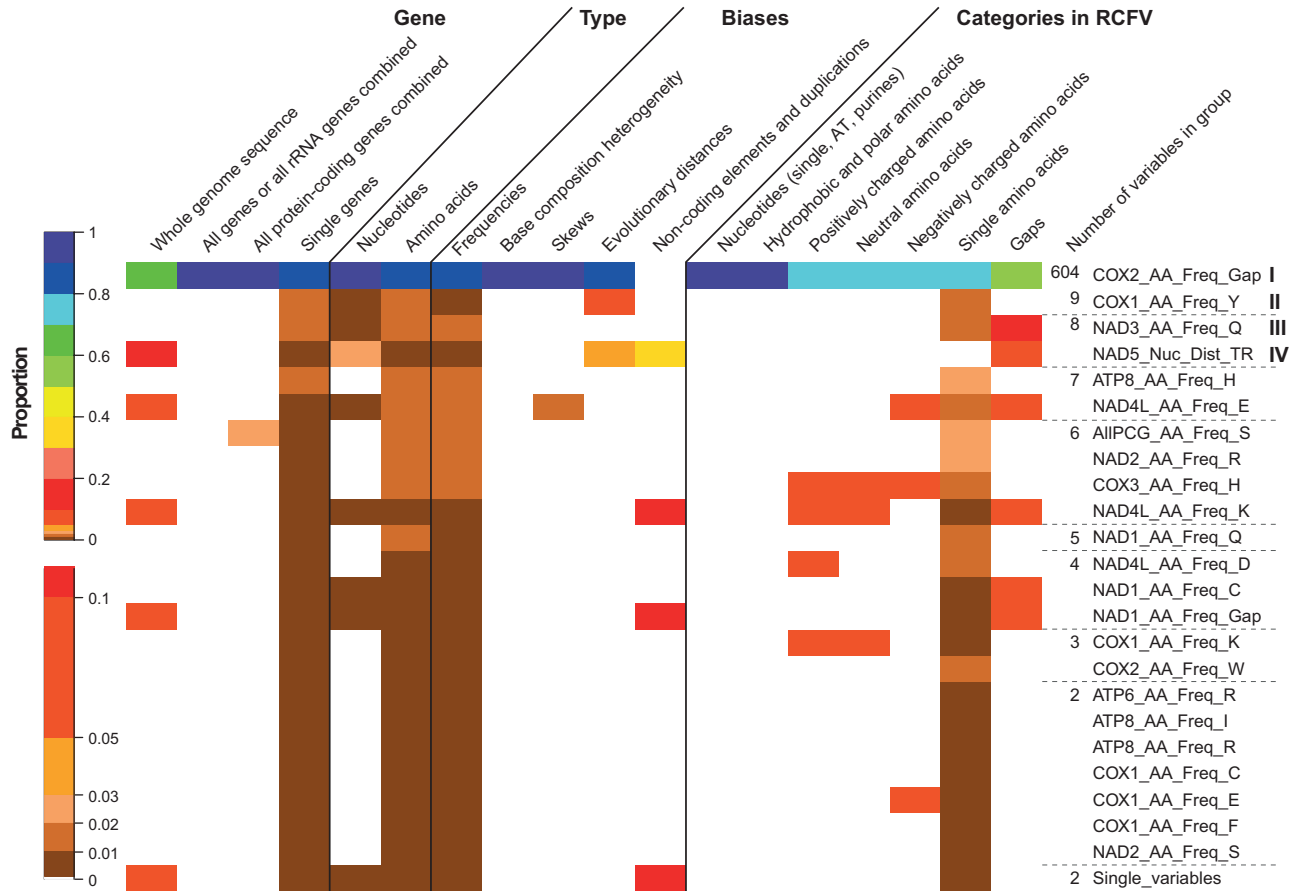 Gene
Type
Biases
Categories in RCFV
Whole genome sequence
All genes or all rRNA genes combined
All protein-coding genes combined
Single genes
Nucleotides
Amino acids
Frequencies
Base composition heterogeneity
Skews
Evolutionary distances
Non-coding elements and duplications
Nucleotides (single, AT, purines)
Hydrophobic and polar amino acids
Positively charged amino acids
Neutral amino acids
Negatively charged amino acids
Single amino acids
Gaps
Number of variables in group
Proportion
1
0.8
0.6
0.4
0.2
0
0.1
0.05
0.03
0.02
0.01
0
604 COX2_AA_Freq_Gap I
9 COX1_AA_Freq_Y II
8 NAD3_AA_Freq_Q III
NAD5_Nuc_Dist_TR IV
7 ATP8_AA_Freq_H
NAD4L_AA_Freq_E
6 AllPCG_AA_Freq_S
NAD2_AA_Freq_R
COX3_AA_Freq_H
NAD4L_AA_Freq_K
5 NAD1_AA_Freq_Q
4 NAD4L_AA_Freq_D
NAD1_AA_Freq_C
NAD1_AA_Freq_Gap
3 COX1_AA_Freq_K
COX2_AA_Freq_W
2 ATP6_AA_Freq_R
ATP8_AA_Freq_I
ATP8_AA_Freq_R
COX1_AA_Freq_C
COX1_AA_Freq_E
COX1_AA_Freq_F
NAD2_AA_Freq_S
2 Single_variables